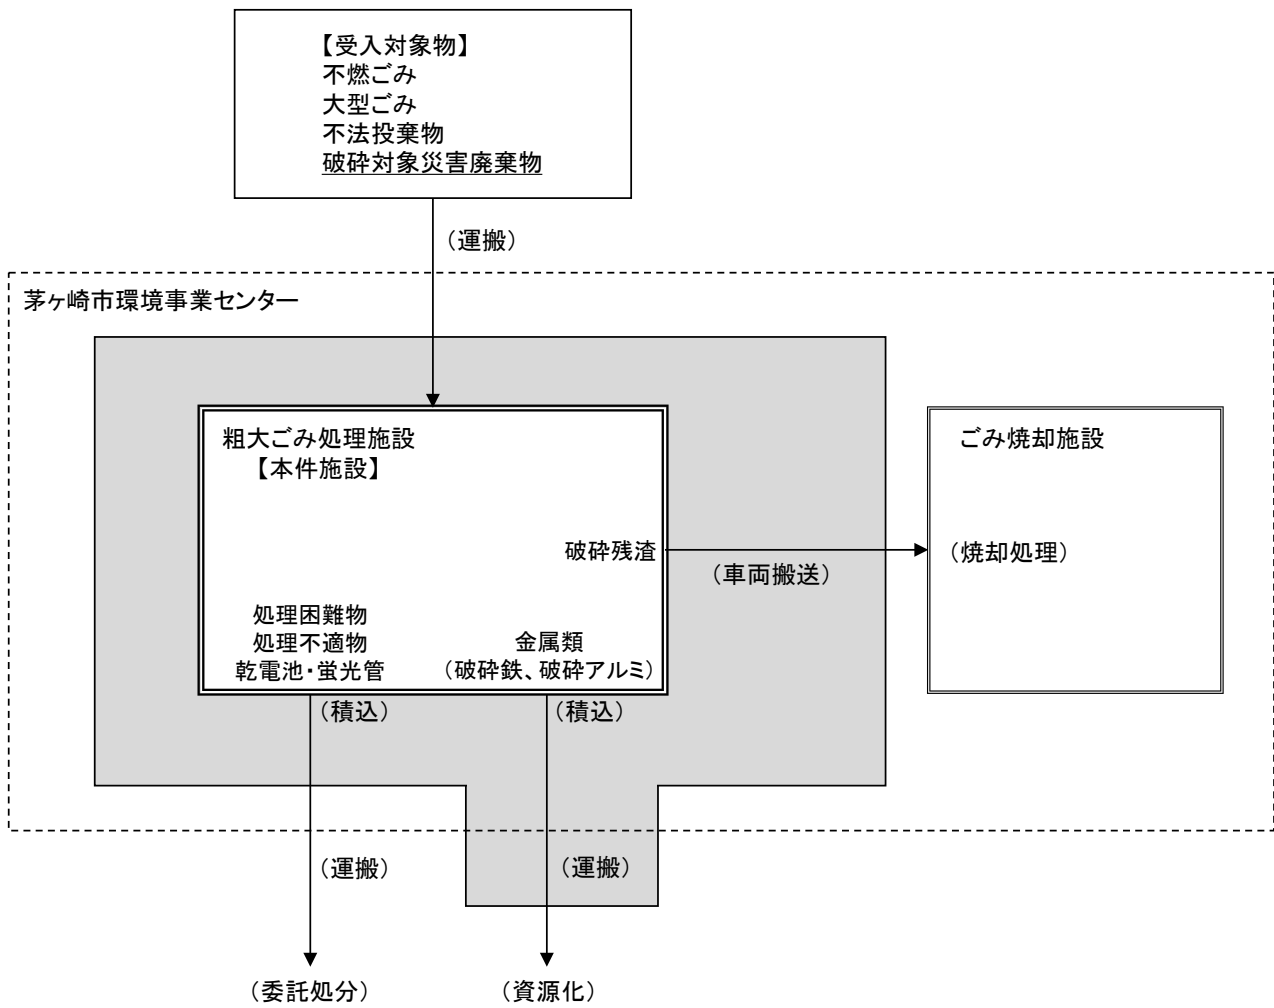 【受入対象物】
不燃ごみ
大型ごみ
不法投棄物
破砕対象災害廃棄物
（運搬）
茅ヶ崎市環境事業センター
粗大ごみ処理施設
【本件施設】
ごみ焼却施設
破砕残渣
（車両搬送）
（焼却処理）
処理困難物
処理不適物
乾電池・蛍光管
金属類
（破砕鉄、破砕アルミ）
（積込）
（積込）
（運搬）
（運搬）
（委託処分）
（資源化）